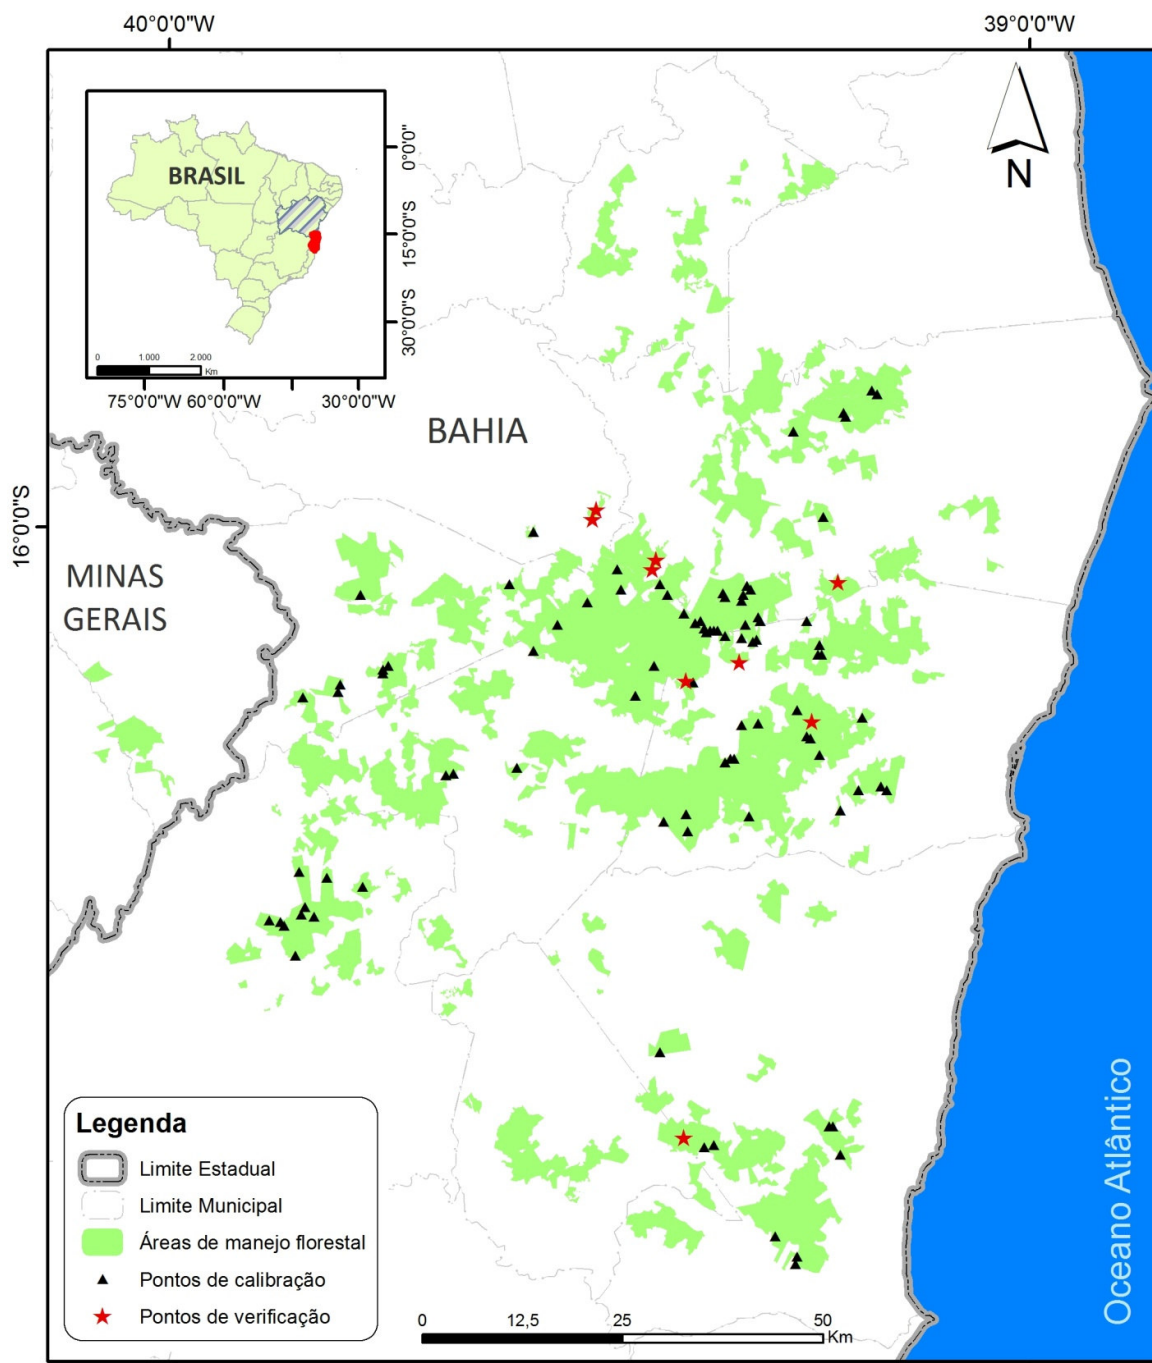 40°0'0"W
39°0'0"W
BRASIL
0°0'0"
15°0'0"S
30°0'0"S
0 1 000 2 000
Km
75°0'0"W 60°0'0"W 30°0'0"W
N
BAHIA
16°0'0"S
MINAS
GERAIS
Oceano Atlântico
Legenda
Limite Estadual
Limite Municipal
Áreas de manejo florestal
Pontos de calibração
Pontos de verificação
0 12,5 25 50
Km